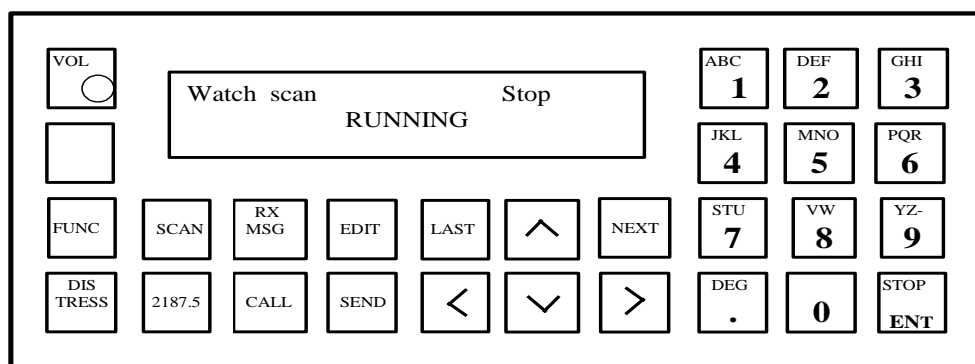 VOL
Watch scan Stop
RUNNING
ABC DEF GHI
1 2 3
JKL MNO PQR
4 5 6
FUNC SCAN RX MSG EDIT LAST NEXT
STU VW YZ-
7 8 9
DIS TRESS 2187.5 CALL SEND
DEG STOP
. 0 ENT